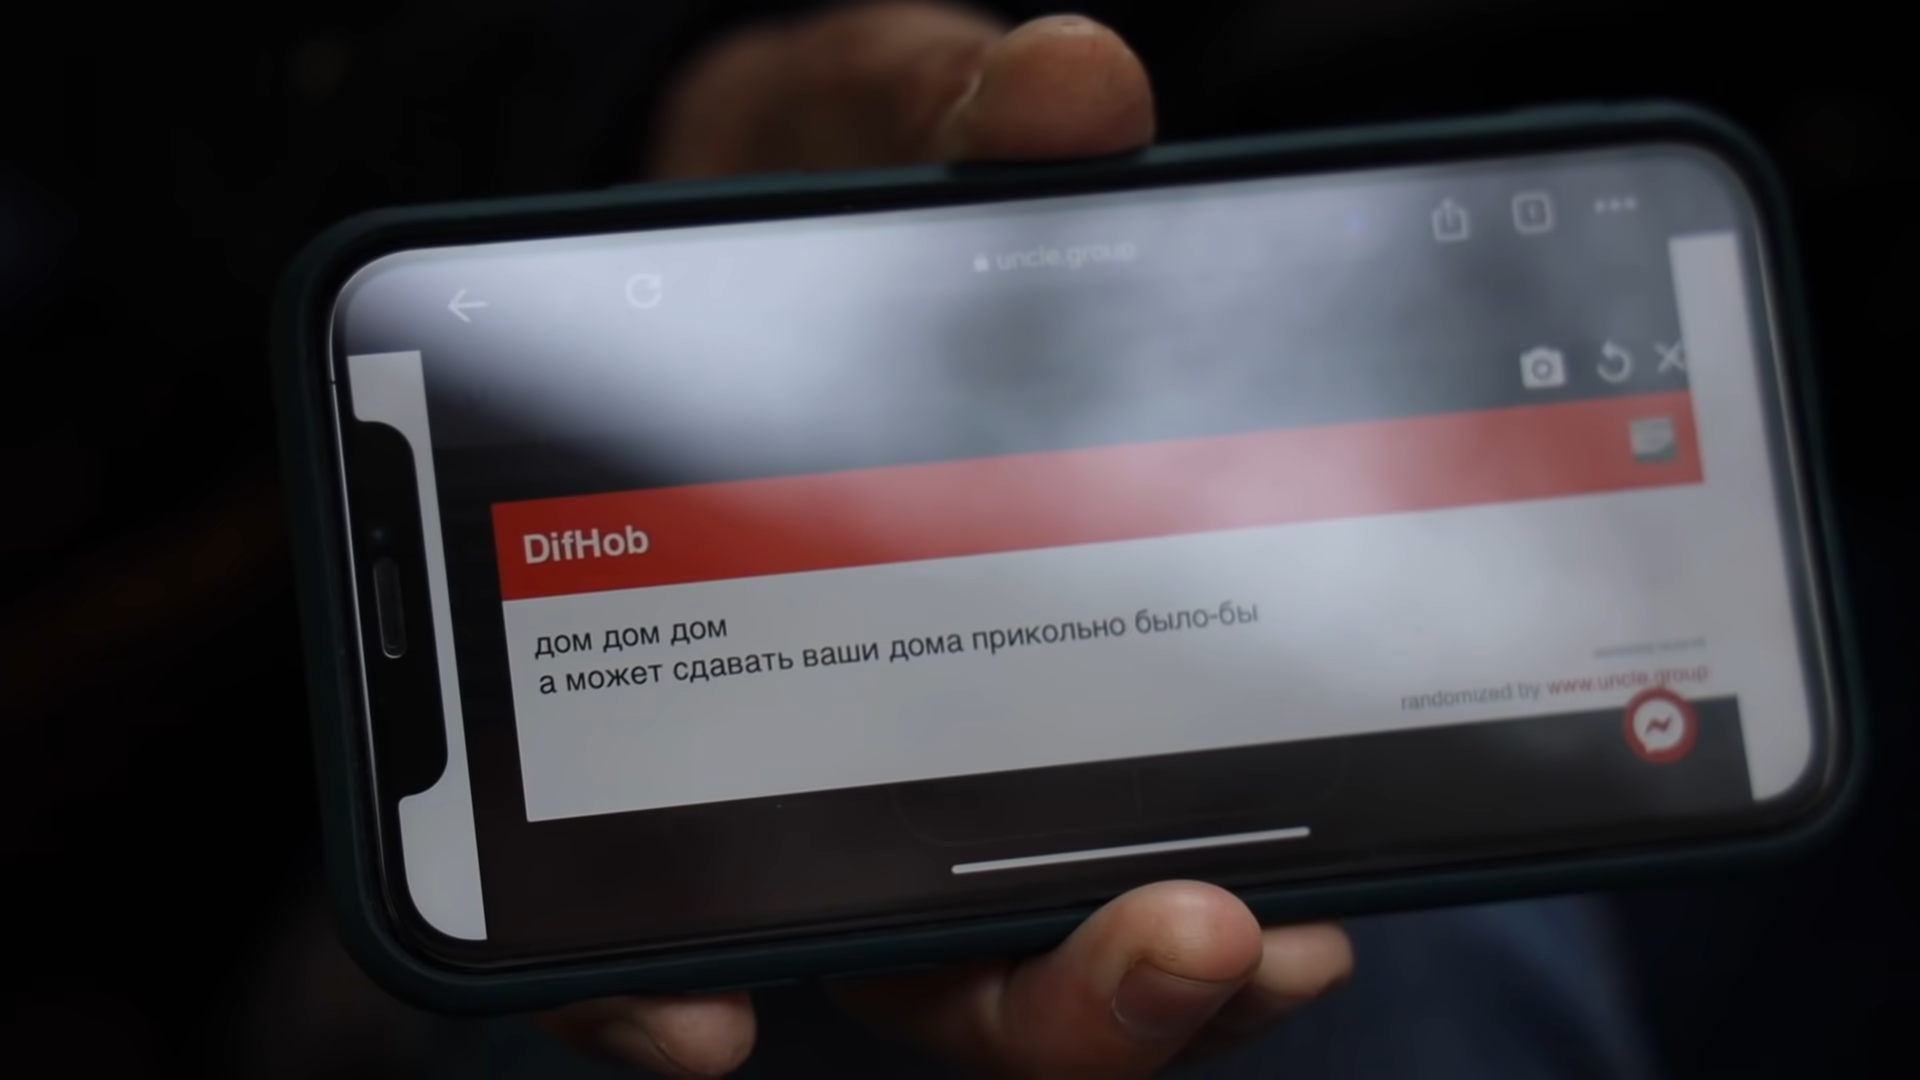 uncle.group
DifHob
дом дом дом
а может сдавать ваши дома прикольно было-бы
randomized by www.uncle.group